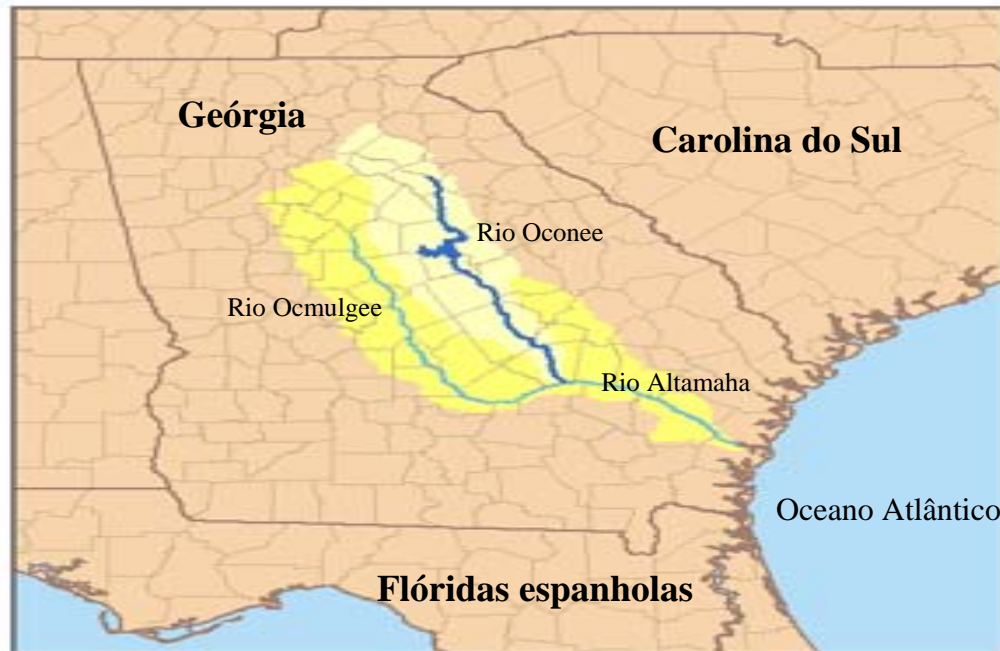 Geórgia
Carolina do Sul
Rio Oconee
Rio Ocmulgee
Rio Altamaha
Oceano Atlântico
Flóridas espanholas